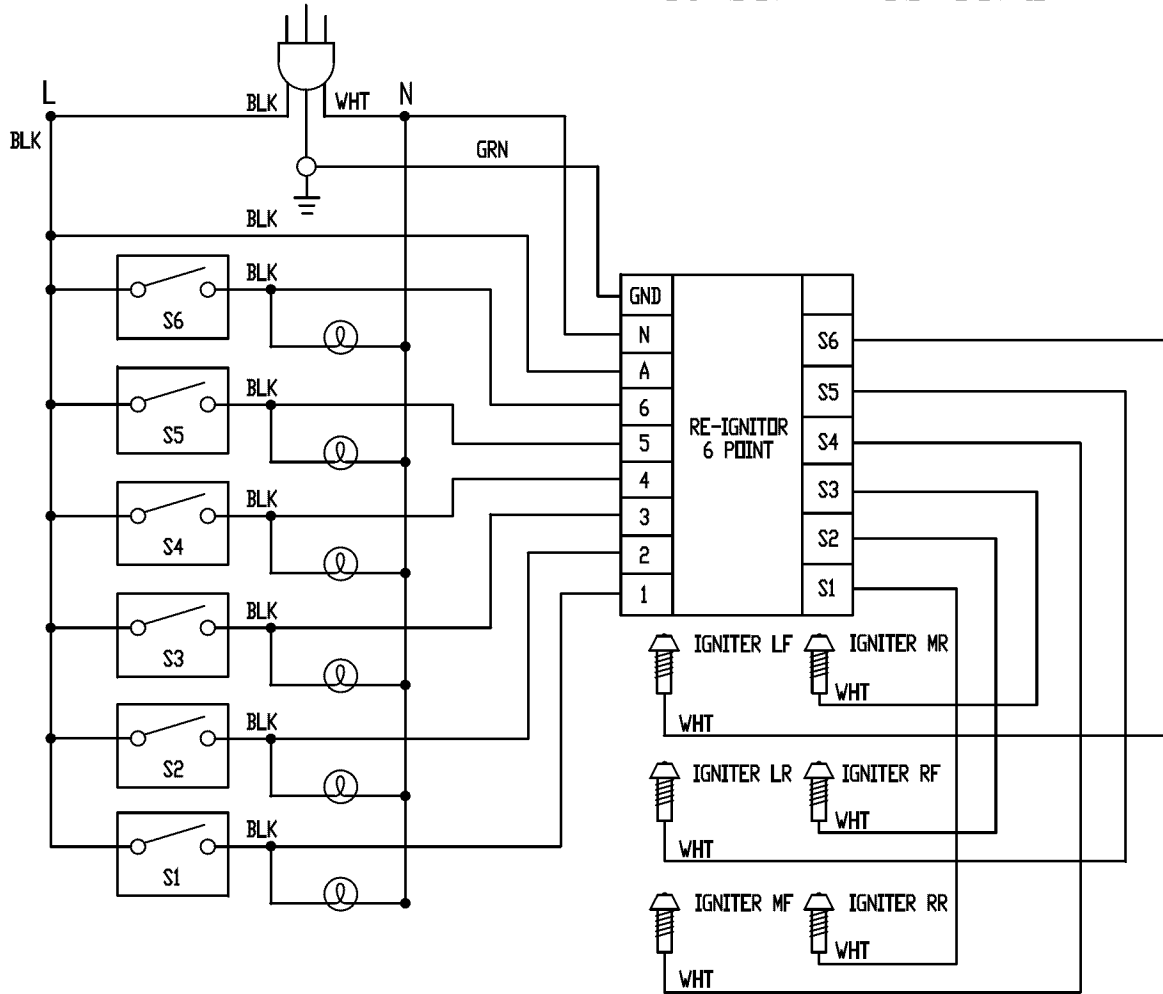 L
BLK
WHT
N
BLK
GRN
BLK
BLK
S6
BLK
S5
BLK
S4
BLK
S3
BLK
S2
BLK
S1
GND
N
A
6
5
4
3
2
1
RE-IGNITOR
6 POINT
S6
S5
S4
S3
S2
S1
IGNITER LF
IGNITER MR
WHT
WHT
IGNITER LR
IGNITER RF
WHT
WHT
IGNITER MF
IGNITER RR
WHT
WHT